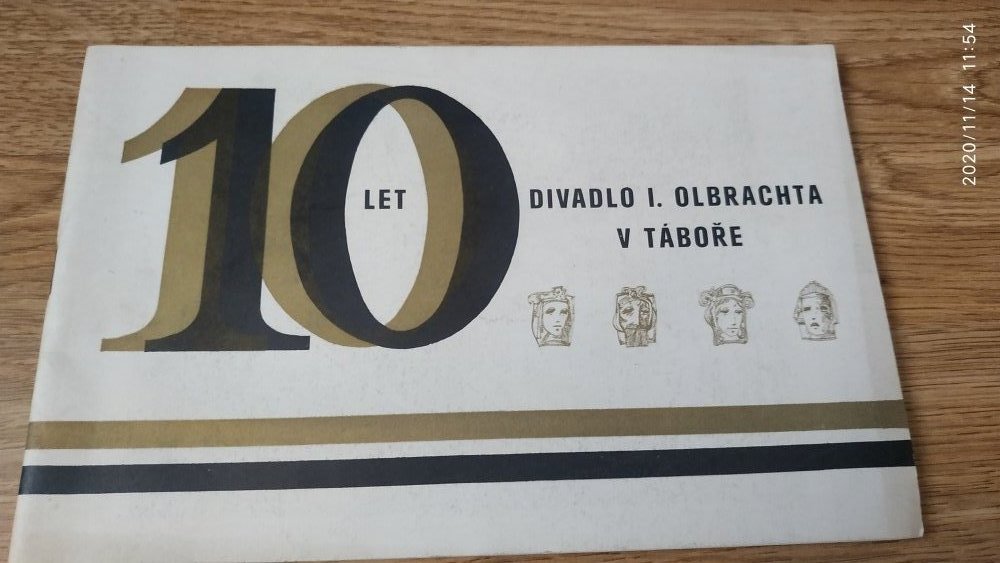 10
LET
DIVADLO I. OLBRACHTA
V TÁBOŘE
2020/11/14 11:54